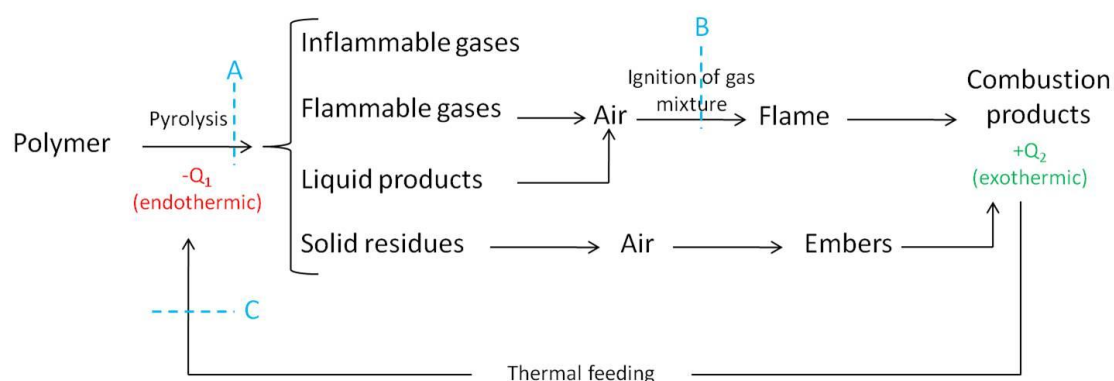 B
Inflammable gases
A
Ignition of gas
mixture
Combustion
products
Pyrolysis
Flammable gases
Air
Flame
Polymer
-Q1
(endothermic)
+Q2
(exothermic)
Liquid products
Solid residues
Air
Embers
C
Thermal feeding